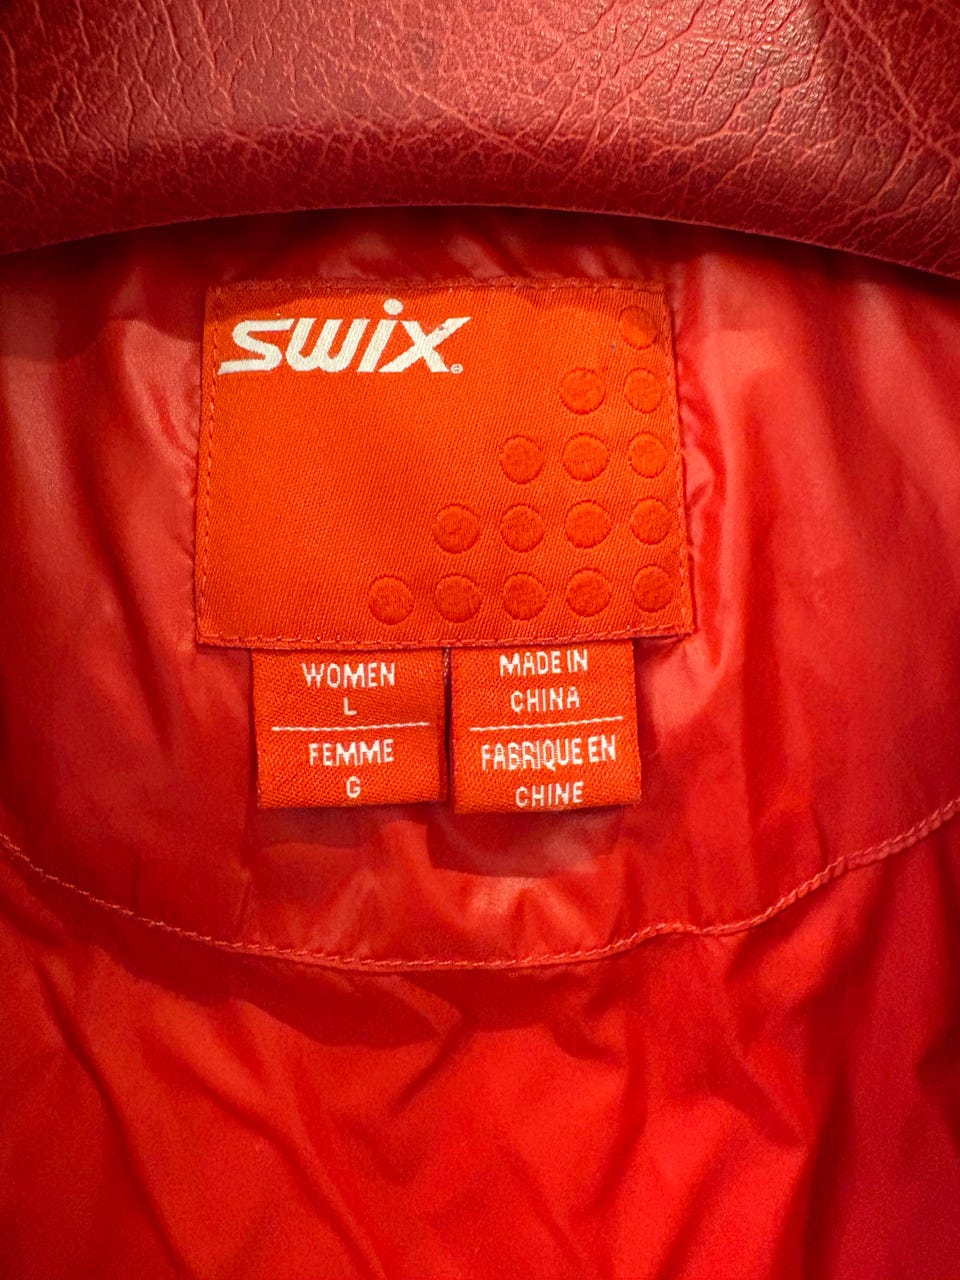 swix®
WOMEN
L
FEMME
G
MADE IN
CHINA
FABRIQUE EN
CHINE